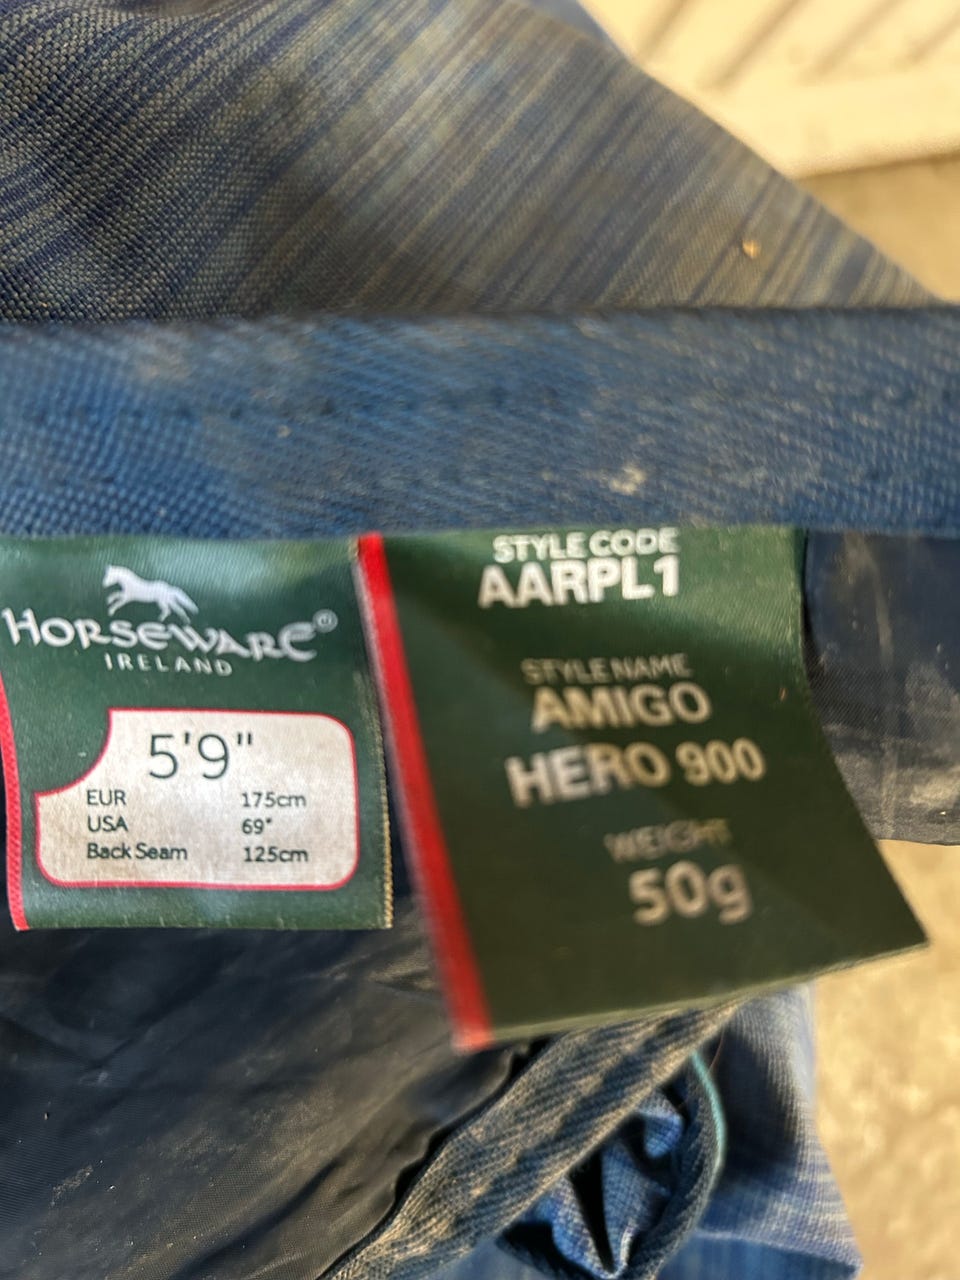 HORSEWARE®
IRELAND
5'9"
EUR 175cm
USA 69"
Back Seam 125cm
STYLE CODE
AARPL1
STYLE NAME
AMIGO
HERO 900
WEIGHT
50g